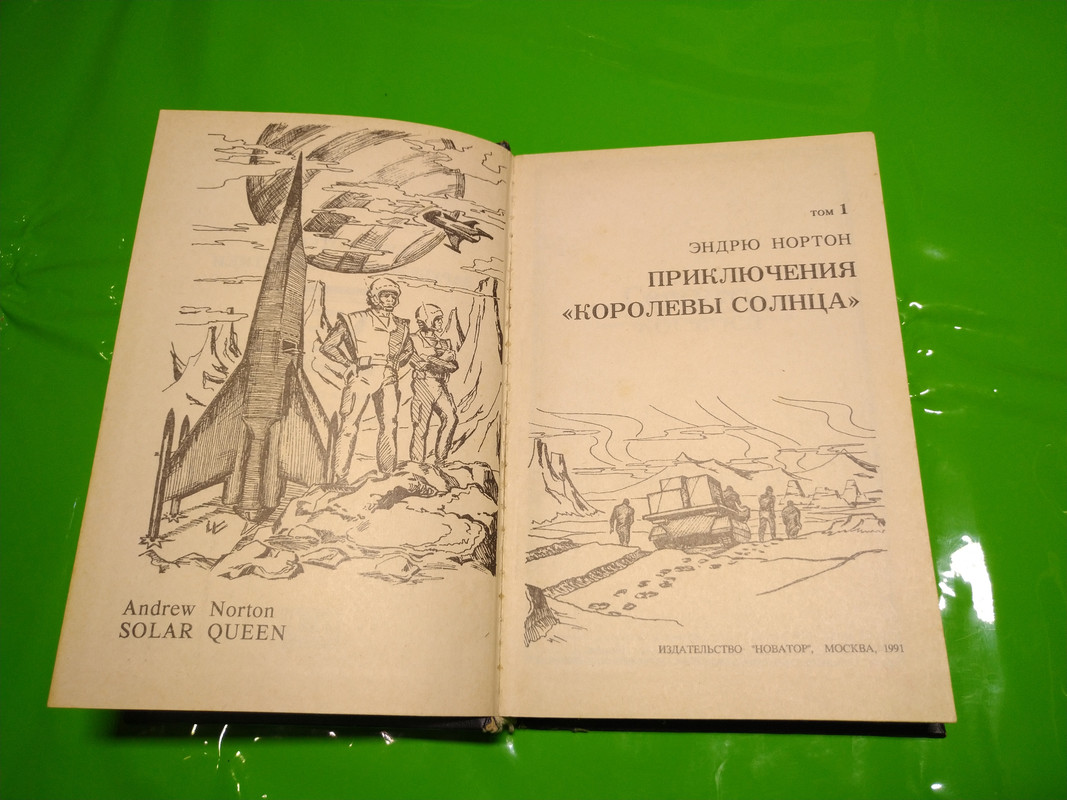 Andrew Norton
SOLAR QUEEN
том 1
ЭНДРЮ НОРТОН
ПРИКЛЮЧЕНИЯ
«КОРОЛЕВЫ СОЛНЦА»
ИЗДАТЕЛЬСТВО "НОВАТОР", МОСКВА, 1991